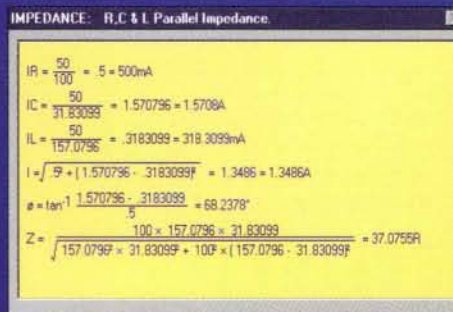 IMPEDANCE: R,C & L Parallel Impedance.
IR = 50/100 = .5 = 500mA
IC = 50/31.83099 = 1.570796 = 1.5708A
IL = 50/157.0796 = .3183099 = 318.3099mA
I = √.5² + (1.570796 - .3183099)² = 1.3486 = 1.3486A
ø = tan⁻¹ 1.570796 - .3183099/.5 = 68.2378°
Z = 100 × 157.0796 × 31.83099/√157.0796² × 31.83099² + 100² × (157.0796 - 31.83099)² = 37.0755R